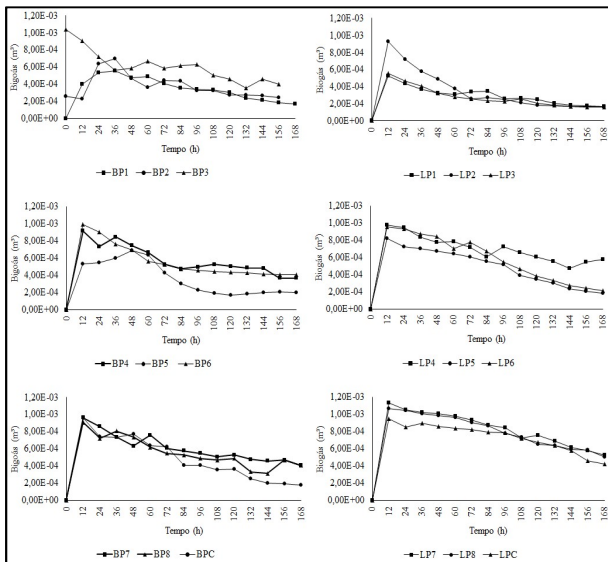 Bigoás (m³)
1,20E-03
1,00E-03
8,00E-04
6,00E-04
4,00E-04
2,00E-04
0,00E+00
0 12 24 36 48 60 72 84 96 108 120 132 144 156 168
Tempo (h)
BP1 BP2 BP3
Biogás (m³)
1,20E-03
1,00E-03
8,00E-04
6,00E-04
4,00E-04
2,00E-04
0,00E+00
0 12 24 36 48 60 72 84 96 108 120 132 144 156 168
Tempo (h)
LP1 LP2 LP3
Bigoás (m³)
1,20E-03
1,00E-03
8,00E-04
6,00E-04
4,00E-04
2,00E-04
0,00E+00
0 12 24 36 48 60 72 84 96 108 120 132 144 156 168
Tempo (h)
BP4 BP5 BP6
Biogás (m³)
1,20E-03
1,00E-03
8,00E-04
6,00E-04
4,00E-04
2,00E-04
0,00E+00
0 12 24 36 48 60 72 84 96 108 120 132 144 156 168
Tempo (h)
LP4 LP5 LP6
Bigoás (m³)
1,20E-03
1,00E-03
8,00E-04
6,00E-04
4,00E-04
2,00E-04
0,00E+00
0 12 24 36 48 60 72 84 96 108 120 132 144 156 168
Tempo (h)
BP7 BP8 BPC
Biogás (m³)
1,20E-03
1,00E-03
8,00E-04
6,00E-04
4,00E-04
2,00E-04
0,00E+00
0 12 24 36 48 60 72 84 96 108 120 132 144 156 168
Tempo (h)
LP7 LP8 LPC